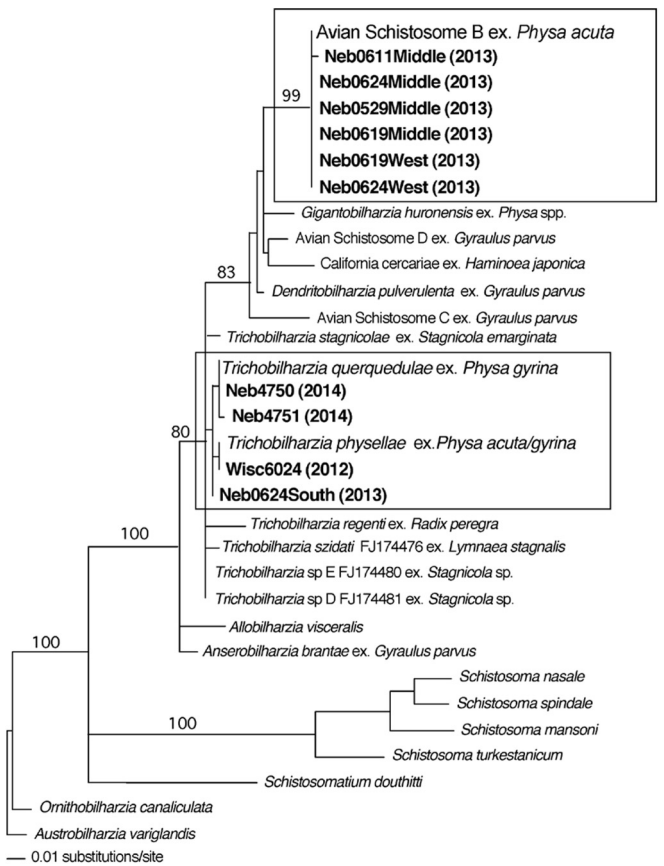 Avian Schistosome B ex. Physa acuta
99
Neb0611Middle (2013)
Neb0624Middle (2013)
Neb0529Middle (2013)
Neb0619Middle (2013)
Neb0619West (2013)
Neb0624West (2013)
Gigantobilharzia huronensis ex. Physa spp.
Avian Schistosome D ex. Gyraulus parvus
California cercariae ex. Haminoea japonica
83
Dendritobilharzia pulverulenta ex. Gyraulus parvus
Avian Schistosome C ex. Gyraulus parvus
Trichobilharzia stagnicolae ex. Stagnicola emarginata
Trichobilharzia querquedulae ex. Physa gyrina
Neb4750 (2014)
Neb4751 (2014)
80
Trichobilharzia physellae ex.Physa acuta/gyrina
Wisc6024 (2012)
Neb0624South (2013)
Trichobilharzia regenti ex. Radix peregra
100
Trichobilharzia szidati FJ174476 ex. Lymnaea stagnalis
Trichobilharzia sp E FJ174480 ex. Stagnicola sp.
Trichobilharzia sp D FJ174481 ex. Stagnicola sp.
Allobilharzia visceralis
100
Anserobilharzia brantae ex. Gyraulus parvus
Schistosoma nasale
Schistosoma spindale
100
Schistosoma mansoni
Schistosoma turkestanicum
Schistosomatium douthitti
Ornithobilharzia canaliculata
Austrobilharzia variglandis
0.01 substitutions/site